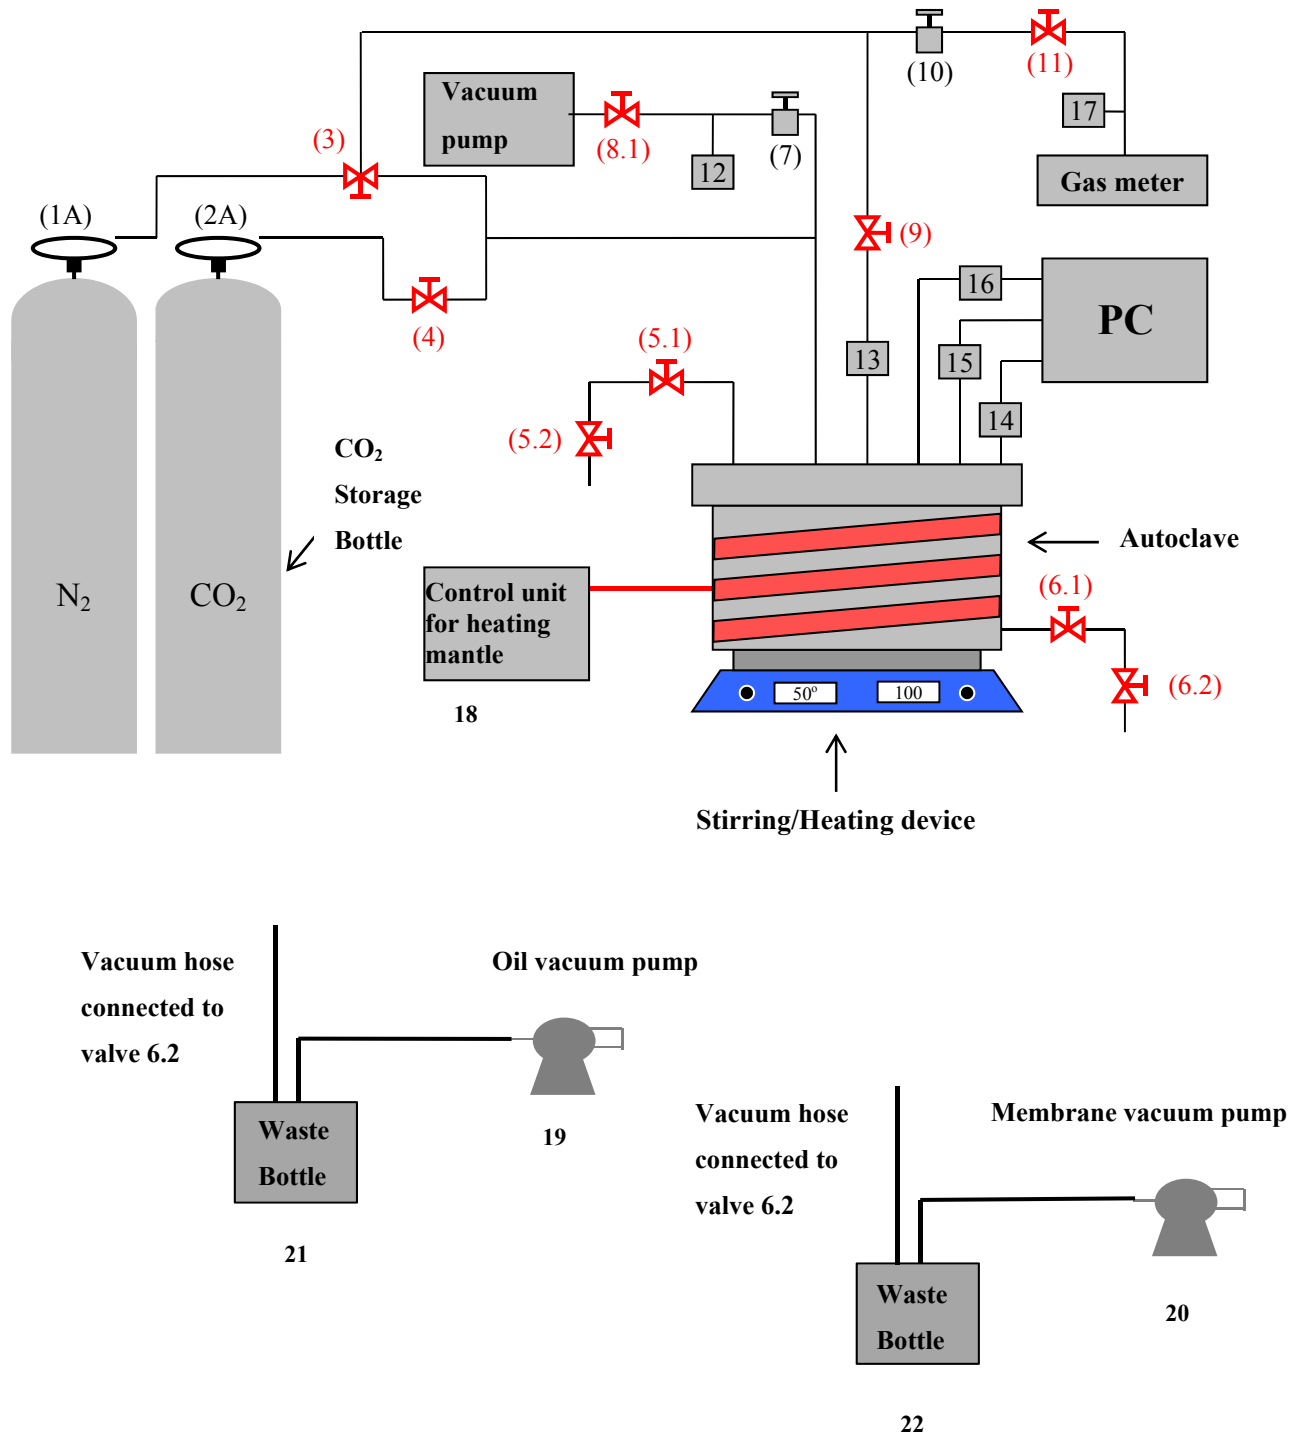 (10)
(11)
Vacuum
pump
(3)
(8.1)
(7)
17
12
Gas meter
(1A)
(2A)
(9)
16
PC
(4)
(5.1)
13
15
14
(5.2)
CO₂
Storage
Bottle
Autoclave
N₂
CO₂
Control unit
for heating
mantle
(6.1)
(6.2)
50º
100
18
Stirring/Heating device
Vacuum hose
connected to
valve 6.2
Oil vacuum pump
Waste
Bottle
19
21
Vacuum hose
connected to
valve 6.2
Membrane vacuum pump
Waste
Bottle
20
22